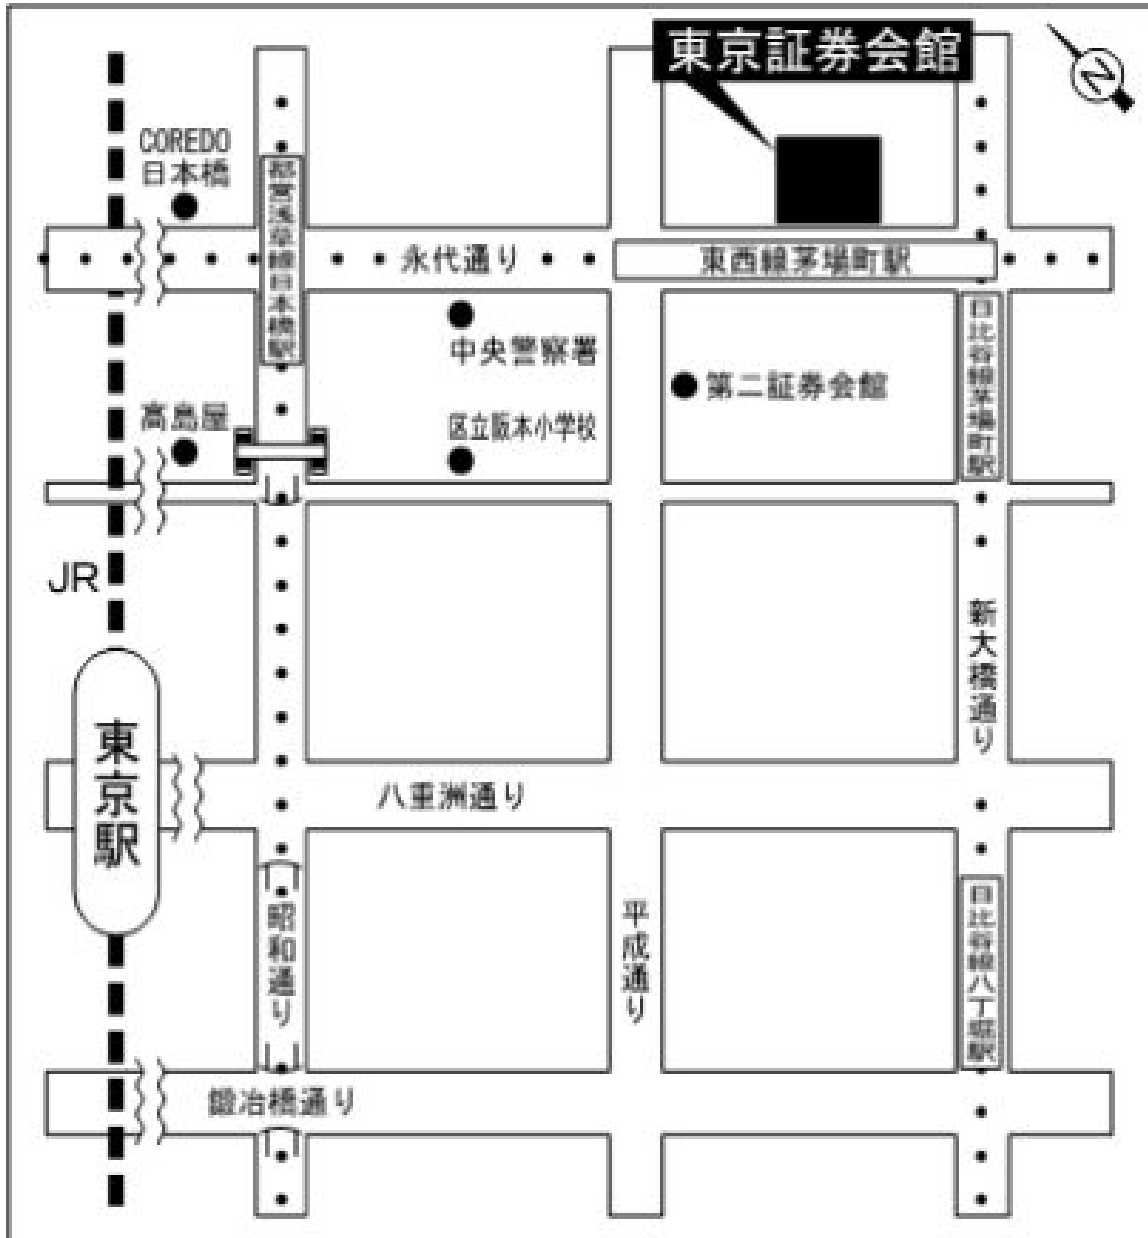 東京証券会館
N
COREDO
日本橋
都営浅草線日本橋駅
永代通り
東西線茅場町駅
日比谷線茅場町駅
中央警察署
第二証券会館
高島屋
区立阪本小学校
JR
新大橋通り
東京駅
八重洲通り
昭和通り
平成通り
日比谷線八丁堀駅
鍛冶橋通り